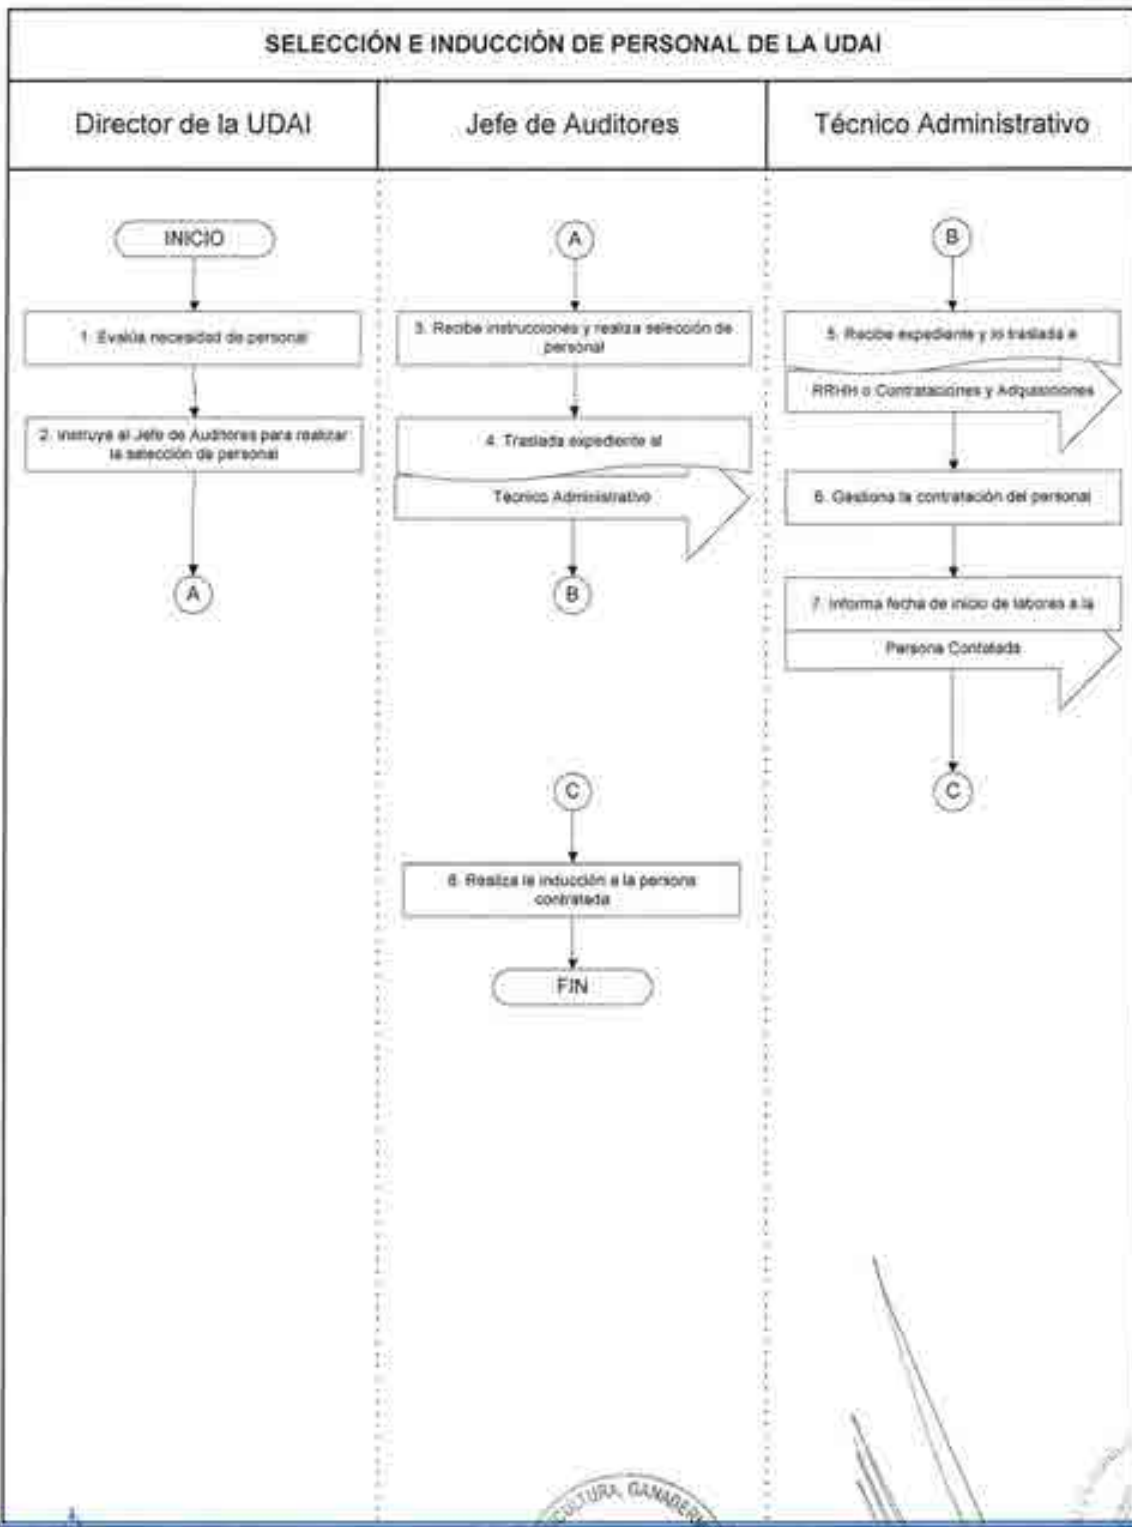 SELECCIÓN E INDUCCIÓN DE PERSONAL DE LA UDAI
Director de la UDAI
Jefe de Auditores
Técnico Administrativo
INICIO
1. Evalúa necesidad de personal
2. Instruye al Jefe de Auditores para realizar
la selección de personal
A
A
3. Recibe instrucciones y realiza selección de
personal
4. Traslada expediente al
Técnico Administrativo
B
B
5. Recibe expediente y lo traslada a
RRHH o Contrataciones y Adquisiciones
6. Gestiona la contratación del personal
7. Informa fecha de inicio de labores a la
Persona Contatada
C
C
8. Realiza la inducción a la persona
contratada
FIN
CULTURA, GANADER